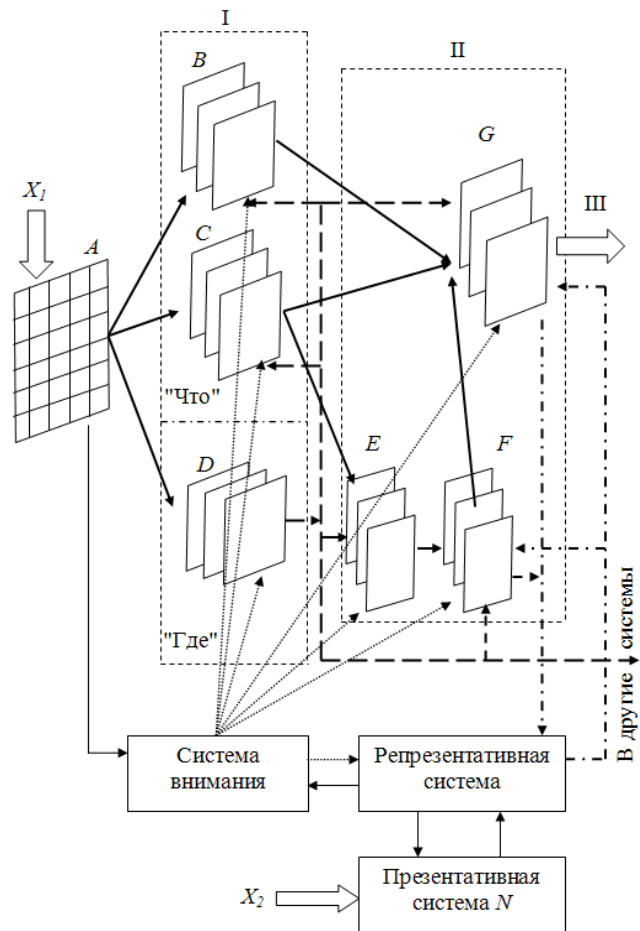 I
II
B
G
X1
III
A
C
"Что"
E
F
D
"Где"
В другие системы
Система
внимания
Репрезентативная
система
Презентативная
система N
X2